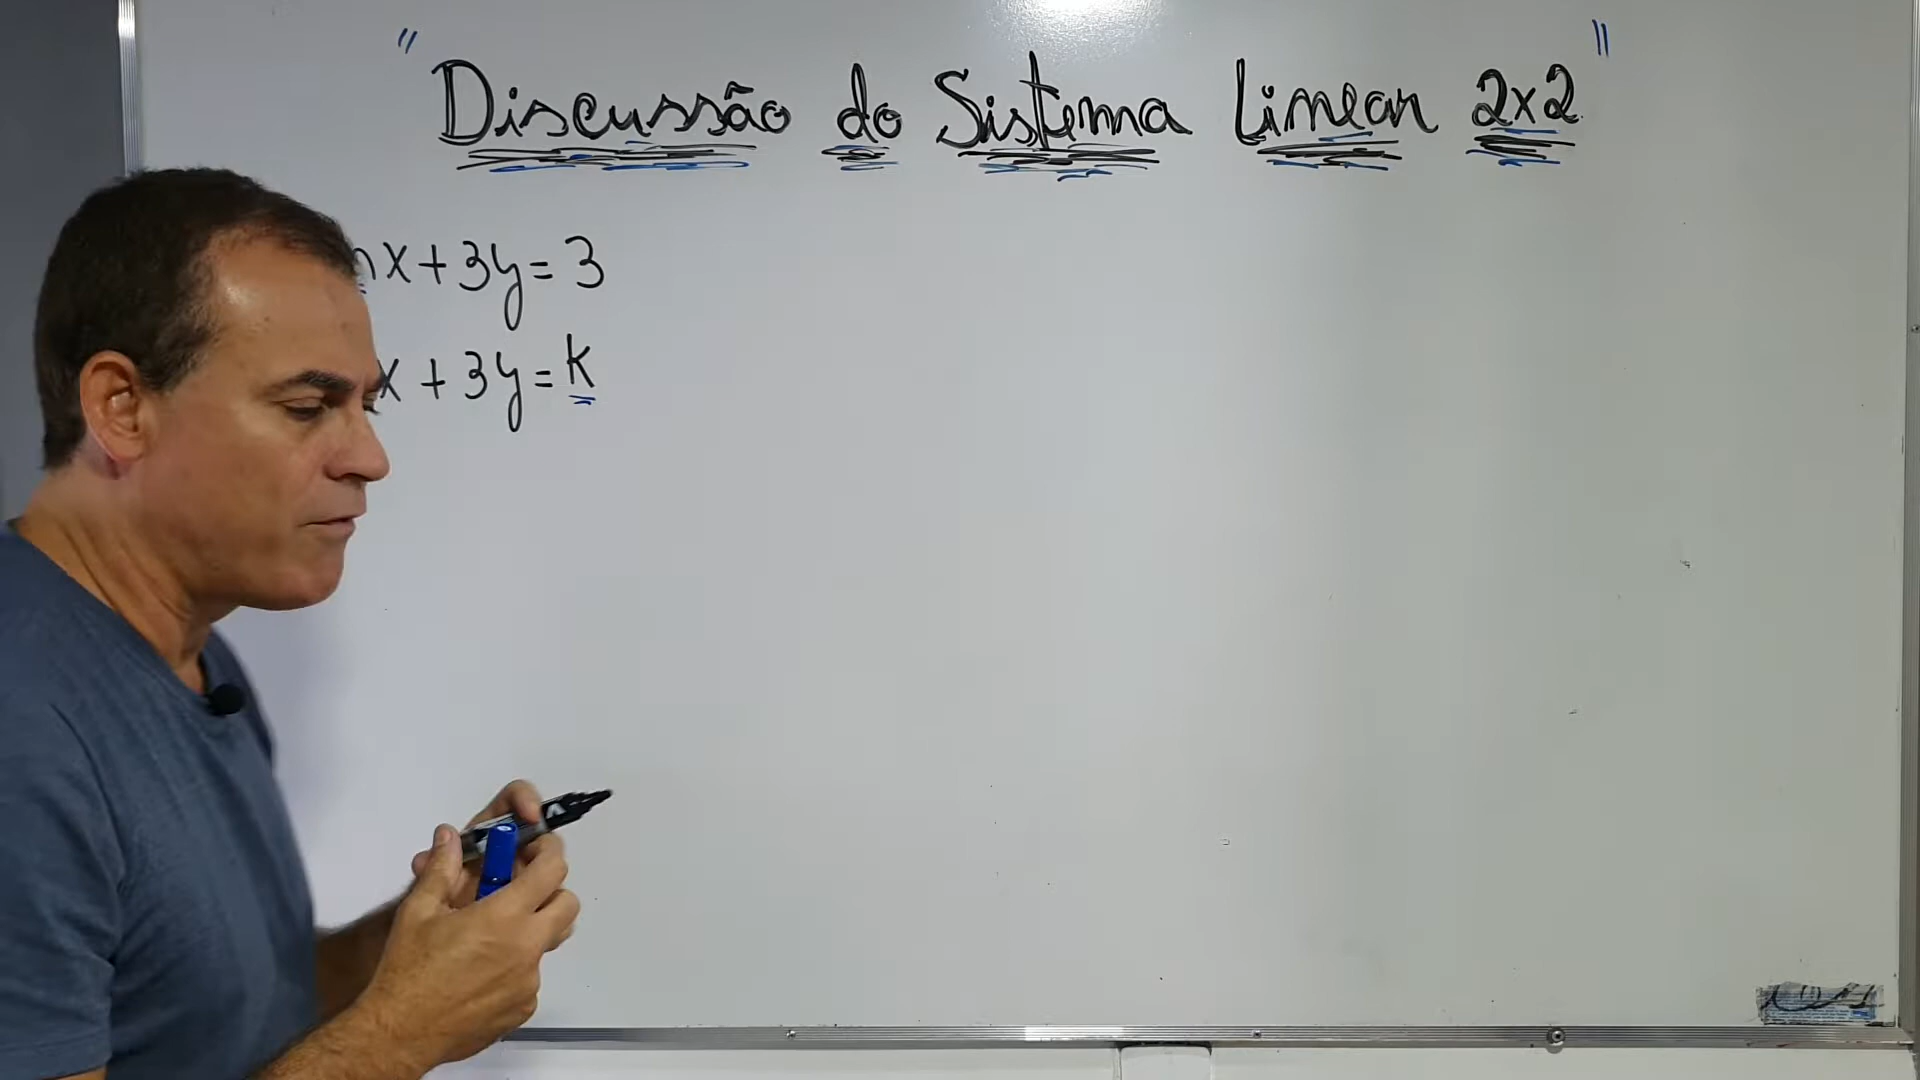 "Discussão do Sistema Linear 2x2"
x+3y=3
x+3y=k